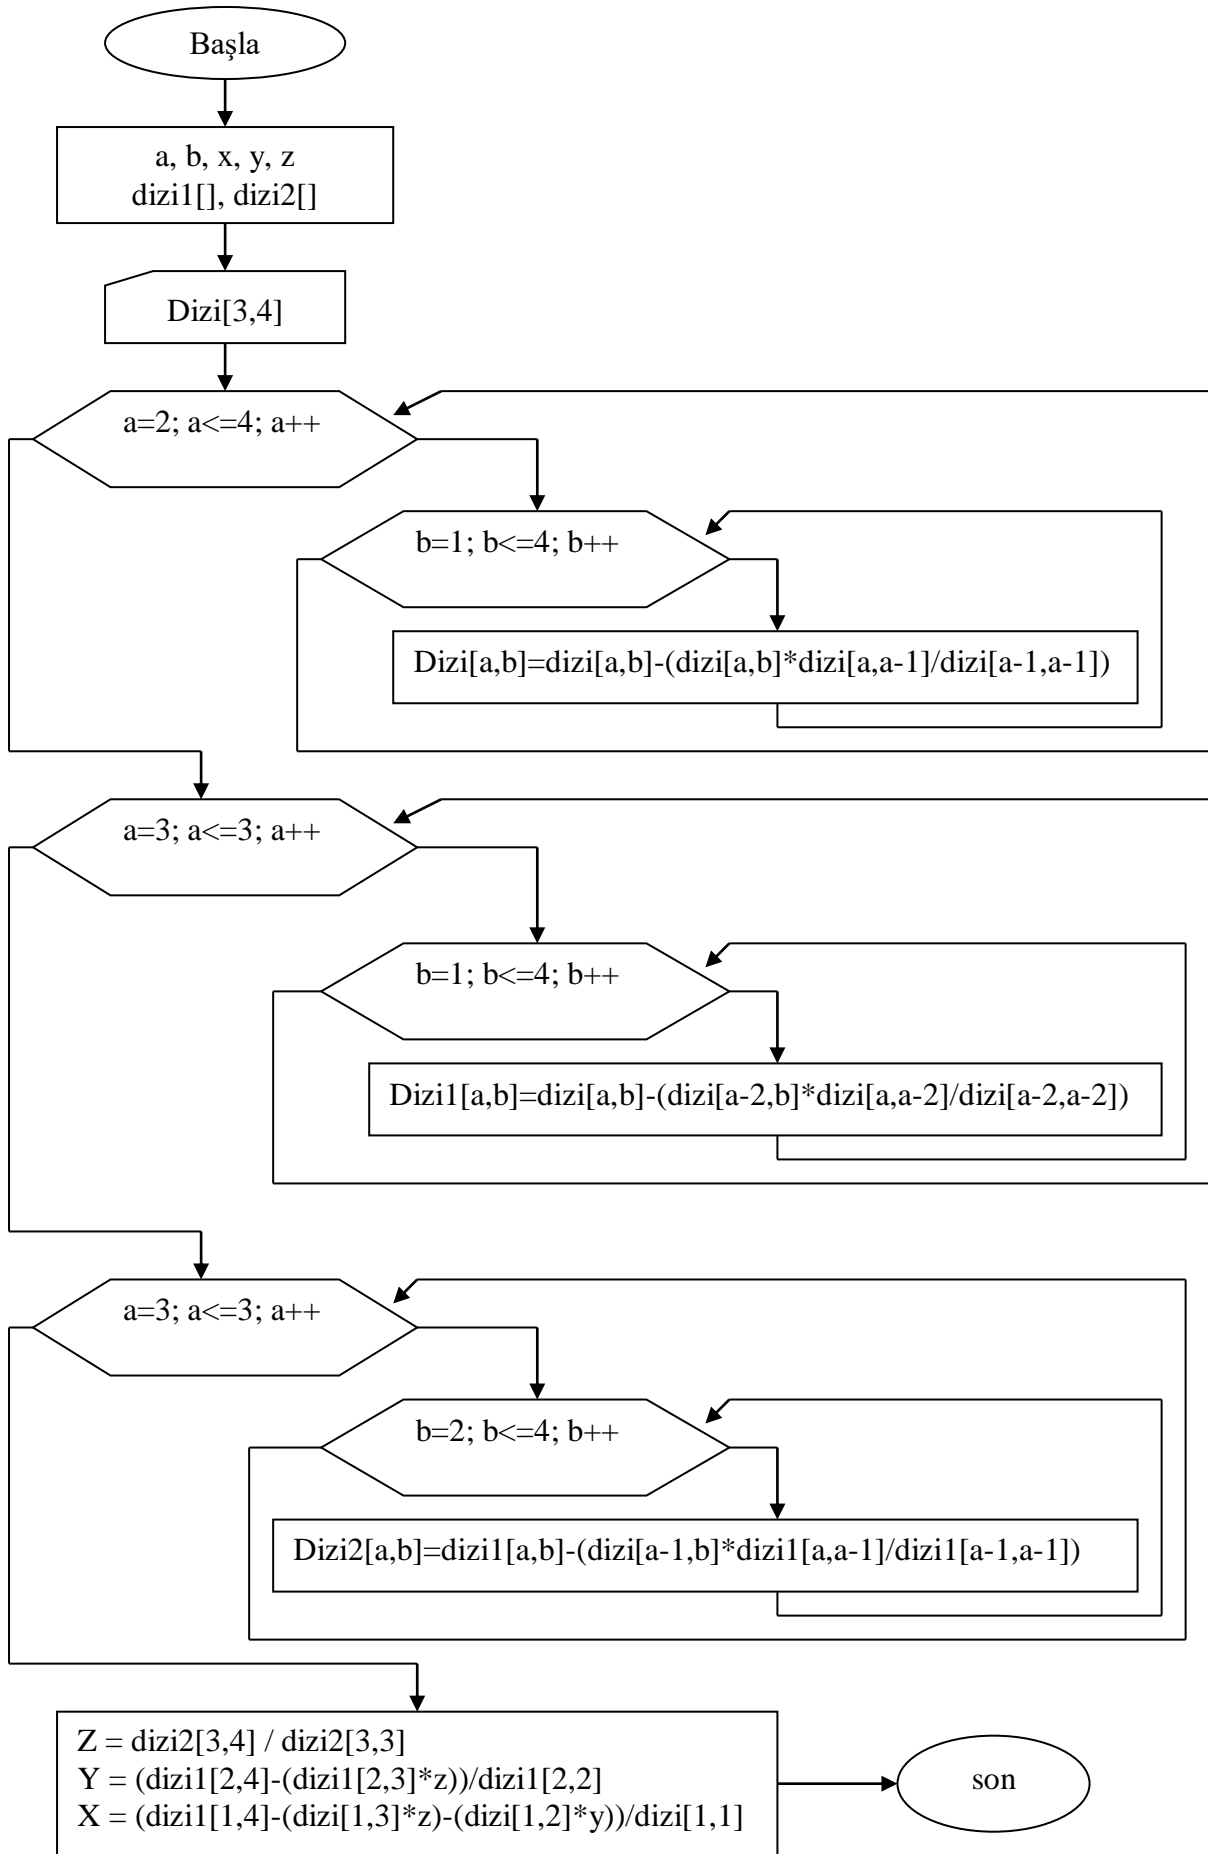 Başla
a, b, x, y, z
dizi1[], dizi2[]
Dizi[3,4]
a=2; a<=4; a++
b=1; b<=4; b++
Dizi[a,b]=dizi[a,b]-(dizi[a,b]*dizi[a,a-1]/dizi[a-1,a-1])
a=3; a<=3; a++
b=1; b<=4; b++
Dizi1[a,b]=dizi[a,b]-(dizi[a-2,b]*dizi[a,a-2]/dizi[a-2,a-2])
a=3; a<=3; a++
b=2; b<=4; b++
Dizi2[a,b]=dizi1[a,b]-(dizi[a-1,b]*dizi1[a,a-1]/dizi1[a-1,a-1])
Z = dizi2[3,4] / dizi2[3,3]
Y = (dizi1[2,4]-(dizi1[2,3]*z))/dizi1[2,2]
X = (dizi1[1,4]-(dizi[1,3]*z)-(dizi[1,2]*y))/dizi[1,1]
son